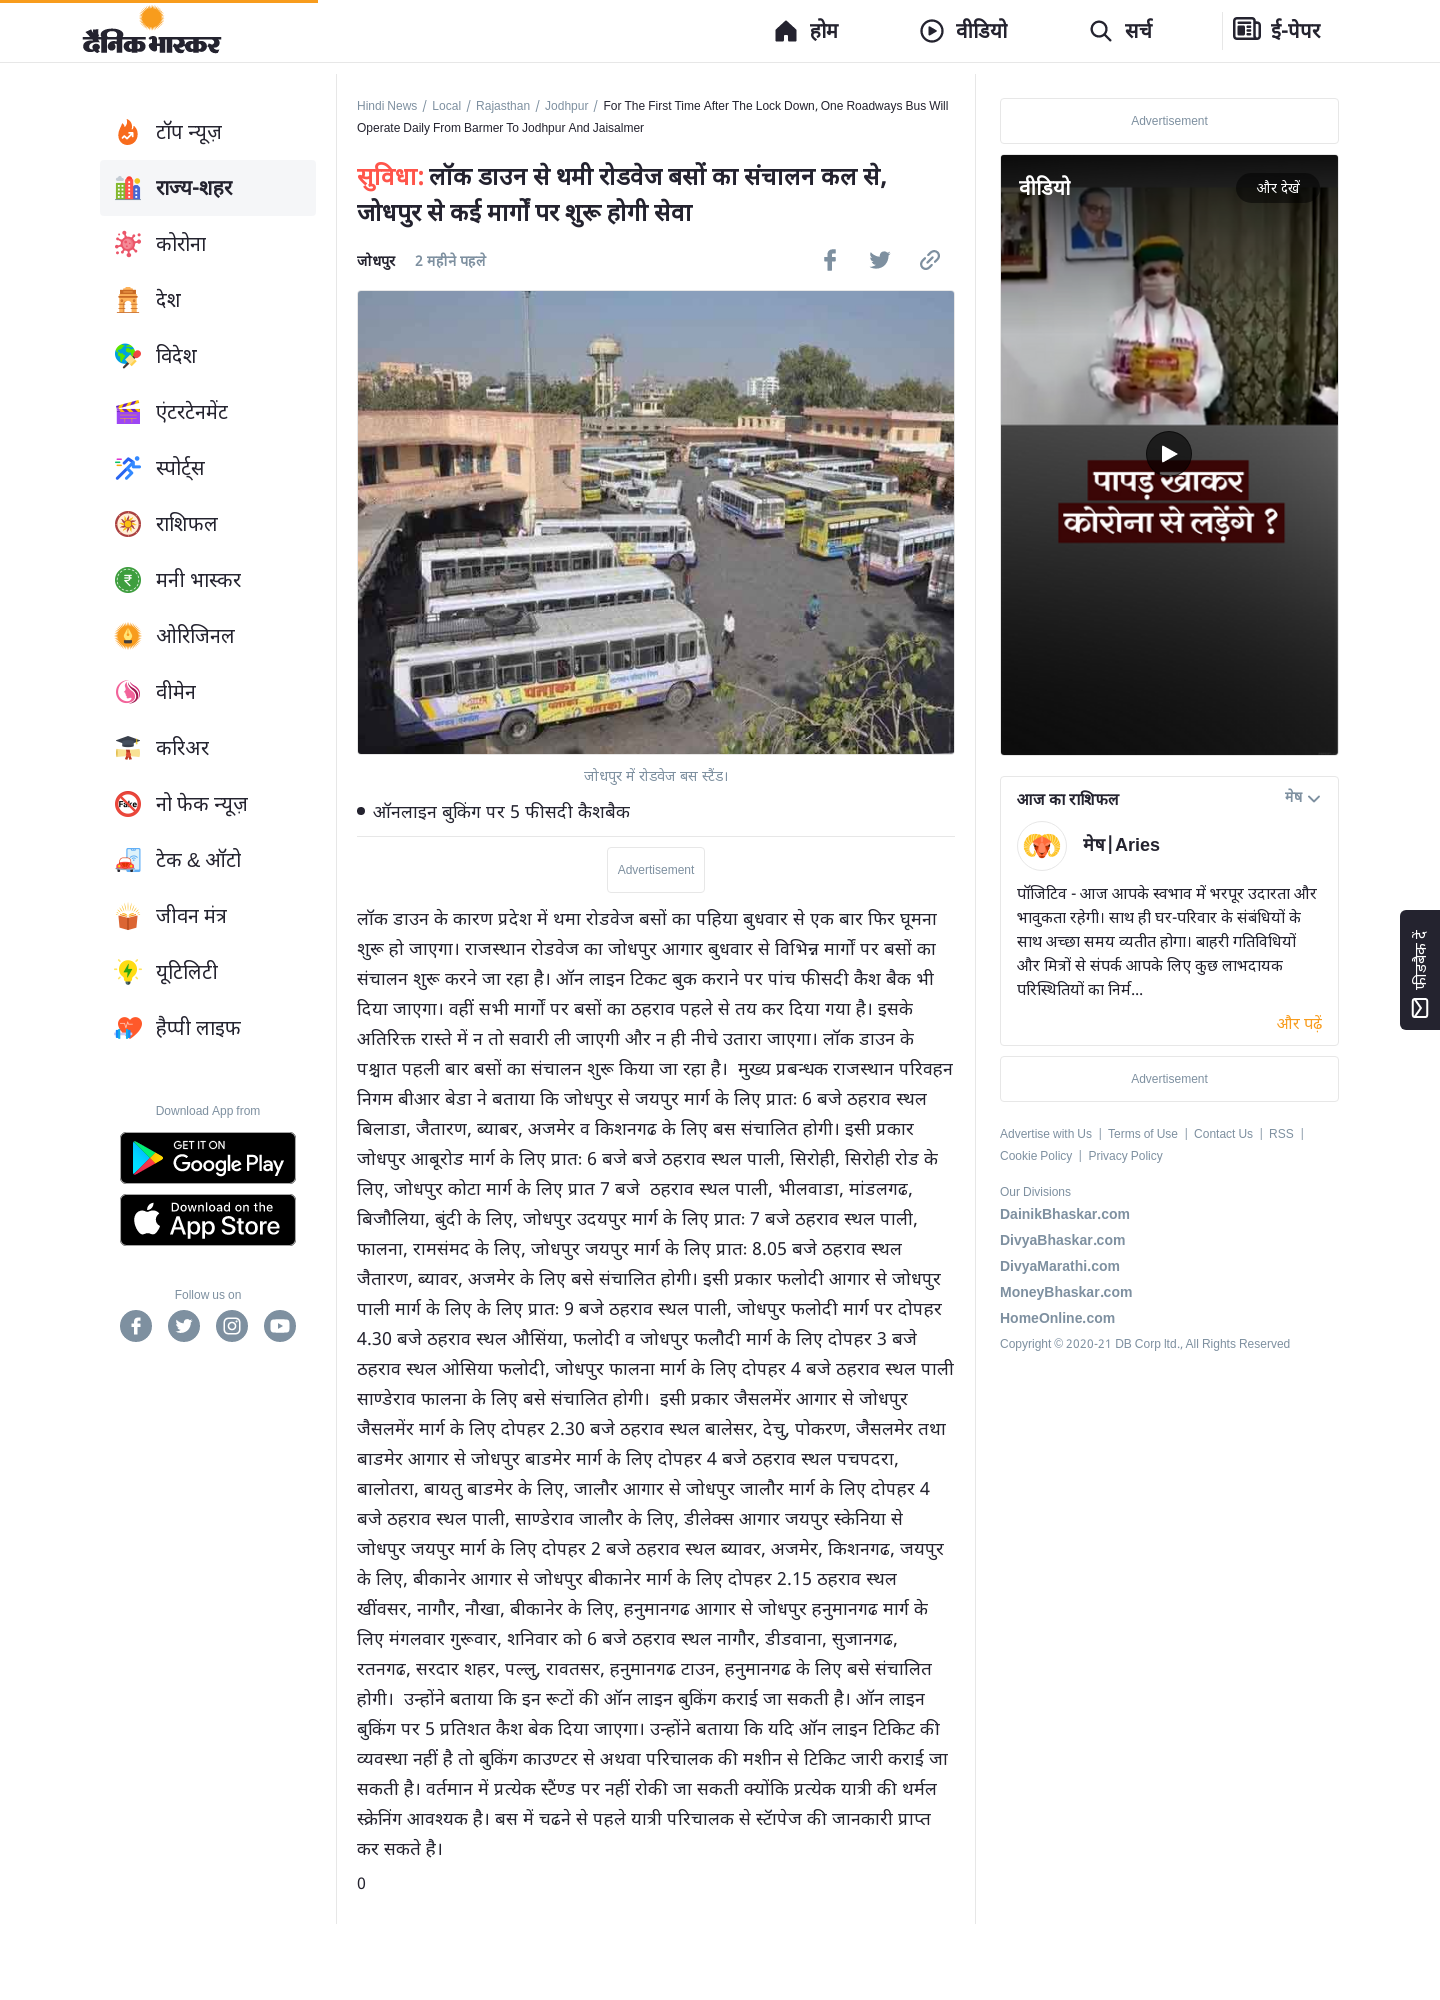 दैनिक भास्कर
होम
वीडियो
सर्च
ई-पेपर
टॉप न्यूज़
राज्य-शहर
कोरोना
देश
विदेश
एंटरटेनमेंट
स्पोर्ट्स
राशिफल
मनी भास्कर
ओरिजिनल
वीमेन
करिअर
Fake
नो फेक न्यूज़
टेक & ऑटो
जीवन मंत्र
यूटिलिटी
हैप्पी लाइफ
Download App from
GET IT ON
Google Play
Download on the
App Store
Follow us on
Hindi News / Local / Rajasthan / Jodhpur / For The First Time After The Lock Down, One Roadways Bus Will
Operate Daily From Barmer To Jodhpur And Jaisalmer
सुविधा: लॉक डाउन से थमी रोडवेज बसों का संचालन कल से,
जोधपुर से कई मार्गों पर शुरू होगी सेवा
जोधपुर 2 महीने पहले
पताका
पताका
पताका
जोधपुर में रोडवेज बस स्टैंड।
ऑनलाइन बुकिंग पर 5 फीसदी कैशबैक
Advertisement
लॉक डाउन के कारण प्रदेश में थमा रोडवेज बसों का पहिया बुधवार से एक बार फिर घूमना
शुरू हो जाएगा। राजस्थान रोडवेज का जोधपुर आगार बुधवार से विभिन्न मार्गों पर बसों का
संचालन शुरू करने जा रहा है। ऑन लाइन टिकट बुक कराने पर पांच फीसदी कैश बैक भी
दिया जाएगा। वहीं सभी मार्गों पर बसों का ठहराव पहले से तय कर दिया गया है। इसके
अतिरिक्त रास्ते में न तो सवारी ली जाएगी और न ही नीचे उतारा जाएगा। लॉक डाउन के
पश्चात पहली बार बसों का संचालन शुरू किया जा रहा है।  मुख्य प्रबन्धक राजस्थान परिवहन
निगम बीआर बेडा ने बताया कि जोधपुर से जयपुर मार्ग के लिए प्रात: 6 बजे ठहराव स्थल
बिलाडा, जैतारण, ब्याबर, अजमेर व किशनगढ के लिए बस संचालित होगी। इसी प्रकार
जोधपुर आबूरोड मार्ग के लिए प्रात: 6 बजे बजे ठहराव स्थल पाली, सिरोही, सिरोही रोड के
लिए, जोधपुर कोटा मार्ग के लिए प्रात 7 बजे  ठहराव स्थल पाली, भीलवाडा, मांडलगढ,
बिजौलिया, बुंदी के लिए, जोधपुर उदयपुर मार्ग के लिए प्रात: 7 बजे ठहराव स्थल पाली,
फालना, रामसंमद के लिए, जोधपुर जयपुर मार्ग के लिए प्रात: 8.05 बजे ठहराव स्थल
जैतारण, ब्यावर, अजमेर के लिए बसे संचालित होगी। इसी प्रकार फलोदी आगार से जोधपुर
पाली मार्ग के लिए के लिए प्रात: 9 बजे ठहराव स्थल पाली, जोधपुर फलोदी मार्ग पर दोपहर
4.30 बजे ठहराव स्थल औसिंया, फलोदी व जोधपुर फलौदी मार्ग के लिए दोपहर 3 बजे
ठहराव स्थल ओसिया फलोदी, जोधपुर फालना मार्ग के लिए दोपहर 4 बजे ठहराव स्थल पाली
साण्डेराव फालना के लिए बसे संचालित होगी।  इसी प्रकार जैसलमेंर आगार से जोधपुर
जैसलमेंर मार्ग के लिए दोपहर 2.30 बजे ठहराव स्थल बालेसर, देचु, पोकरण, जैसलमेर तथा
बाडमेर आगार से जोधपुर बाडमेर मार्ग के लिए दोपहर 4 बजे ठहराव स्थल पचपदरा,
बालोतरा, बायतु बाडमेर के लिए, जालौर आगार से जोधपुर जालौर मार्ग के लिए दोपहर 4
बजे ठहराव स्थल पाली, साण्डेराव जालौर के लिए, डीलेक्स आगार जयपुर स्केनिया से
जोधपुर जयपुर मार्ग के लिए दोपहर 2 बजे ठहराव स्थल ब्यावर, अजमेर, किशनगढ, जयपुर
के लिए, बीकानेर आगार से जोधपुर बीकानेर मार्ग के लिए दोपहर 2.15 ठहराव स्थल
खींवसर, नागौर, नौखा, बीकानेर के लिए, हनुमानगढ आगार से जोधपुर हनुमानगढ मार्ग के
लिए मंगलवार गुरूवार, शनिवार को 6 बजे ठहराव स्थल नागौर, डीडवाना, सुजानगढ,
रतनगढ, सरदार शहर, पल्लु, रावतसर, हनुमानगढ टाउन, हनुमानगढ के लिए बसे संचालित
होगी।  उन्होंने बताया कि इन रूटों की ऑन लाइन बुकिंग कराई जा सकती है। ऑन लाइन
बुकिंग पर 5 प्रतिशत कैश बेक दिया जाएगा। उन्होंने बताया कि यदि ऑन लाइन टिकिट की
व्यवस्था नहीं है तो बुकिंग काउण्टर से अथवा परिचालक की मशीन से टिकिट जारी कराई जा
सकती है। वर्तमान में प्रत्येक स्टैंण्ड पर नहीं रोकी जा सकती क्योंकि प्रत्येक यात्री की थर्मल
स्क्रेनिंग आवश्यक है। बस में चढने से पहले यात्री परिचालक से स्टॅापेज की जानकारी प्राप्त
कर सकते है।
0
Advertisement
वीडियो
और देखें
पापड़ खाकर
कोरोना से लड़ेंगे ?
आज का राशिफल
मेष
मेष|Aries
पॉजिटिव - आज आपके स्वभाव में भरपूर उदारता और
भावुकता रहेगी। साथ ही घर-परिवार के संबंधियों के
साथ अच्छा समय व्यतीत होगा। बाहरी गतिविधियों
और मित्रों से संपर्क आपके लिए कुछ लाभदायक
परिस्थितियों का निर्म...
और पढ़ें
Advertisement
Advertise with Us | Terms of Use | Contact Us | RSS |
Cookie Policy | Privacy Policy
Our Divisions
DainikBhaskar.com
DivyaBhaskar.com
DivyaMarathi.com
MoneyBhaskar.com
HomeOnline.com
Copyright © 2020-21 DB Corp ltd., All Rights Reserved
फीडबैक दें